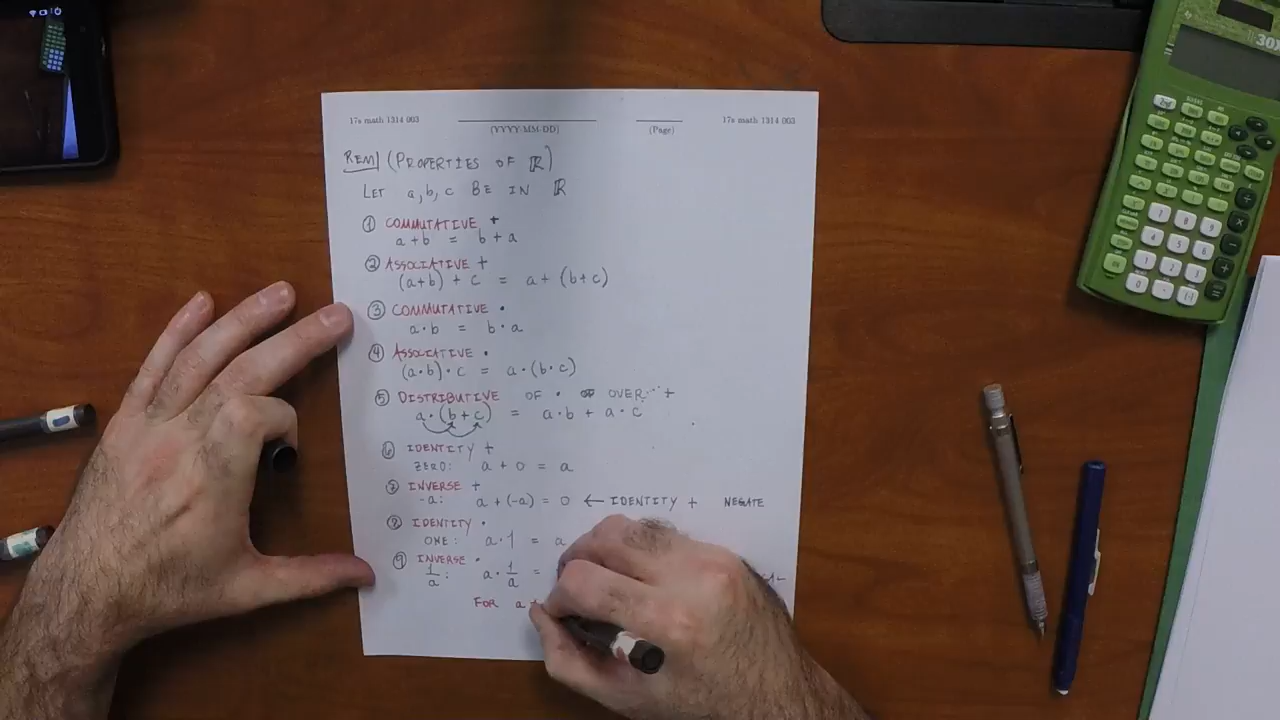 17s math 1314 003 (YYYY-MM-DD) (Page) 17s math 1314 003
REM (PROPERTIES OF ℝ)
LET a, b, c BE IN ℝ
① COMMUTATIVE +
a + b = b + a
② ASSOCIATIVE +
(a+b) + c = a + (b+c)
③ COMMUTATIVE ·
a·b = b·a
④ ASSOCIATIVE ·
(a·b)·c = a·(b·c)
⑤ DISTRIBUTIVE OF · OVER +
a·(b+c) = a·b + a·c
⑥ IDENTITY +
ZERO: a + 0 = a
⑦ INVERSE +
-a: a + (-a) = 0 ← IDENTITY + NEGATE
⑧ IDENTITY ·
ONE: a·1 = a
⑨ INVERSE ·
1/a: a · 1/a =
FOR a
30X